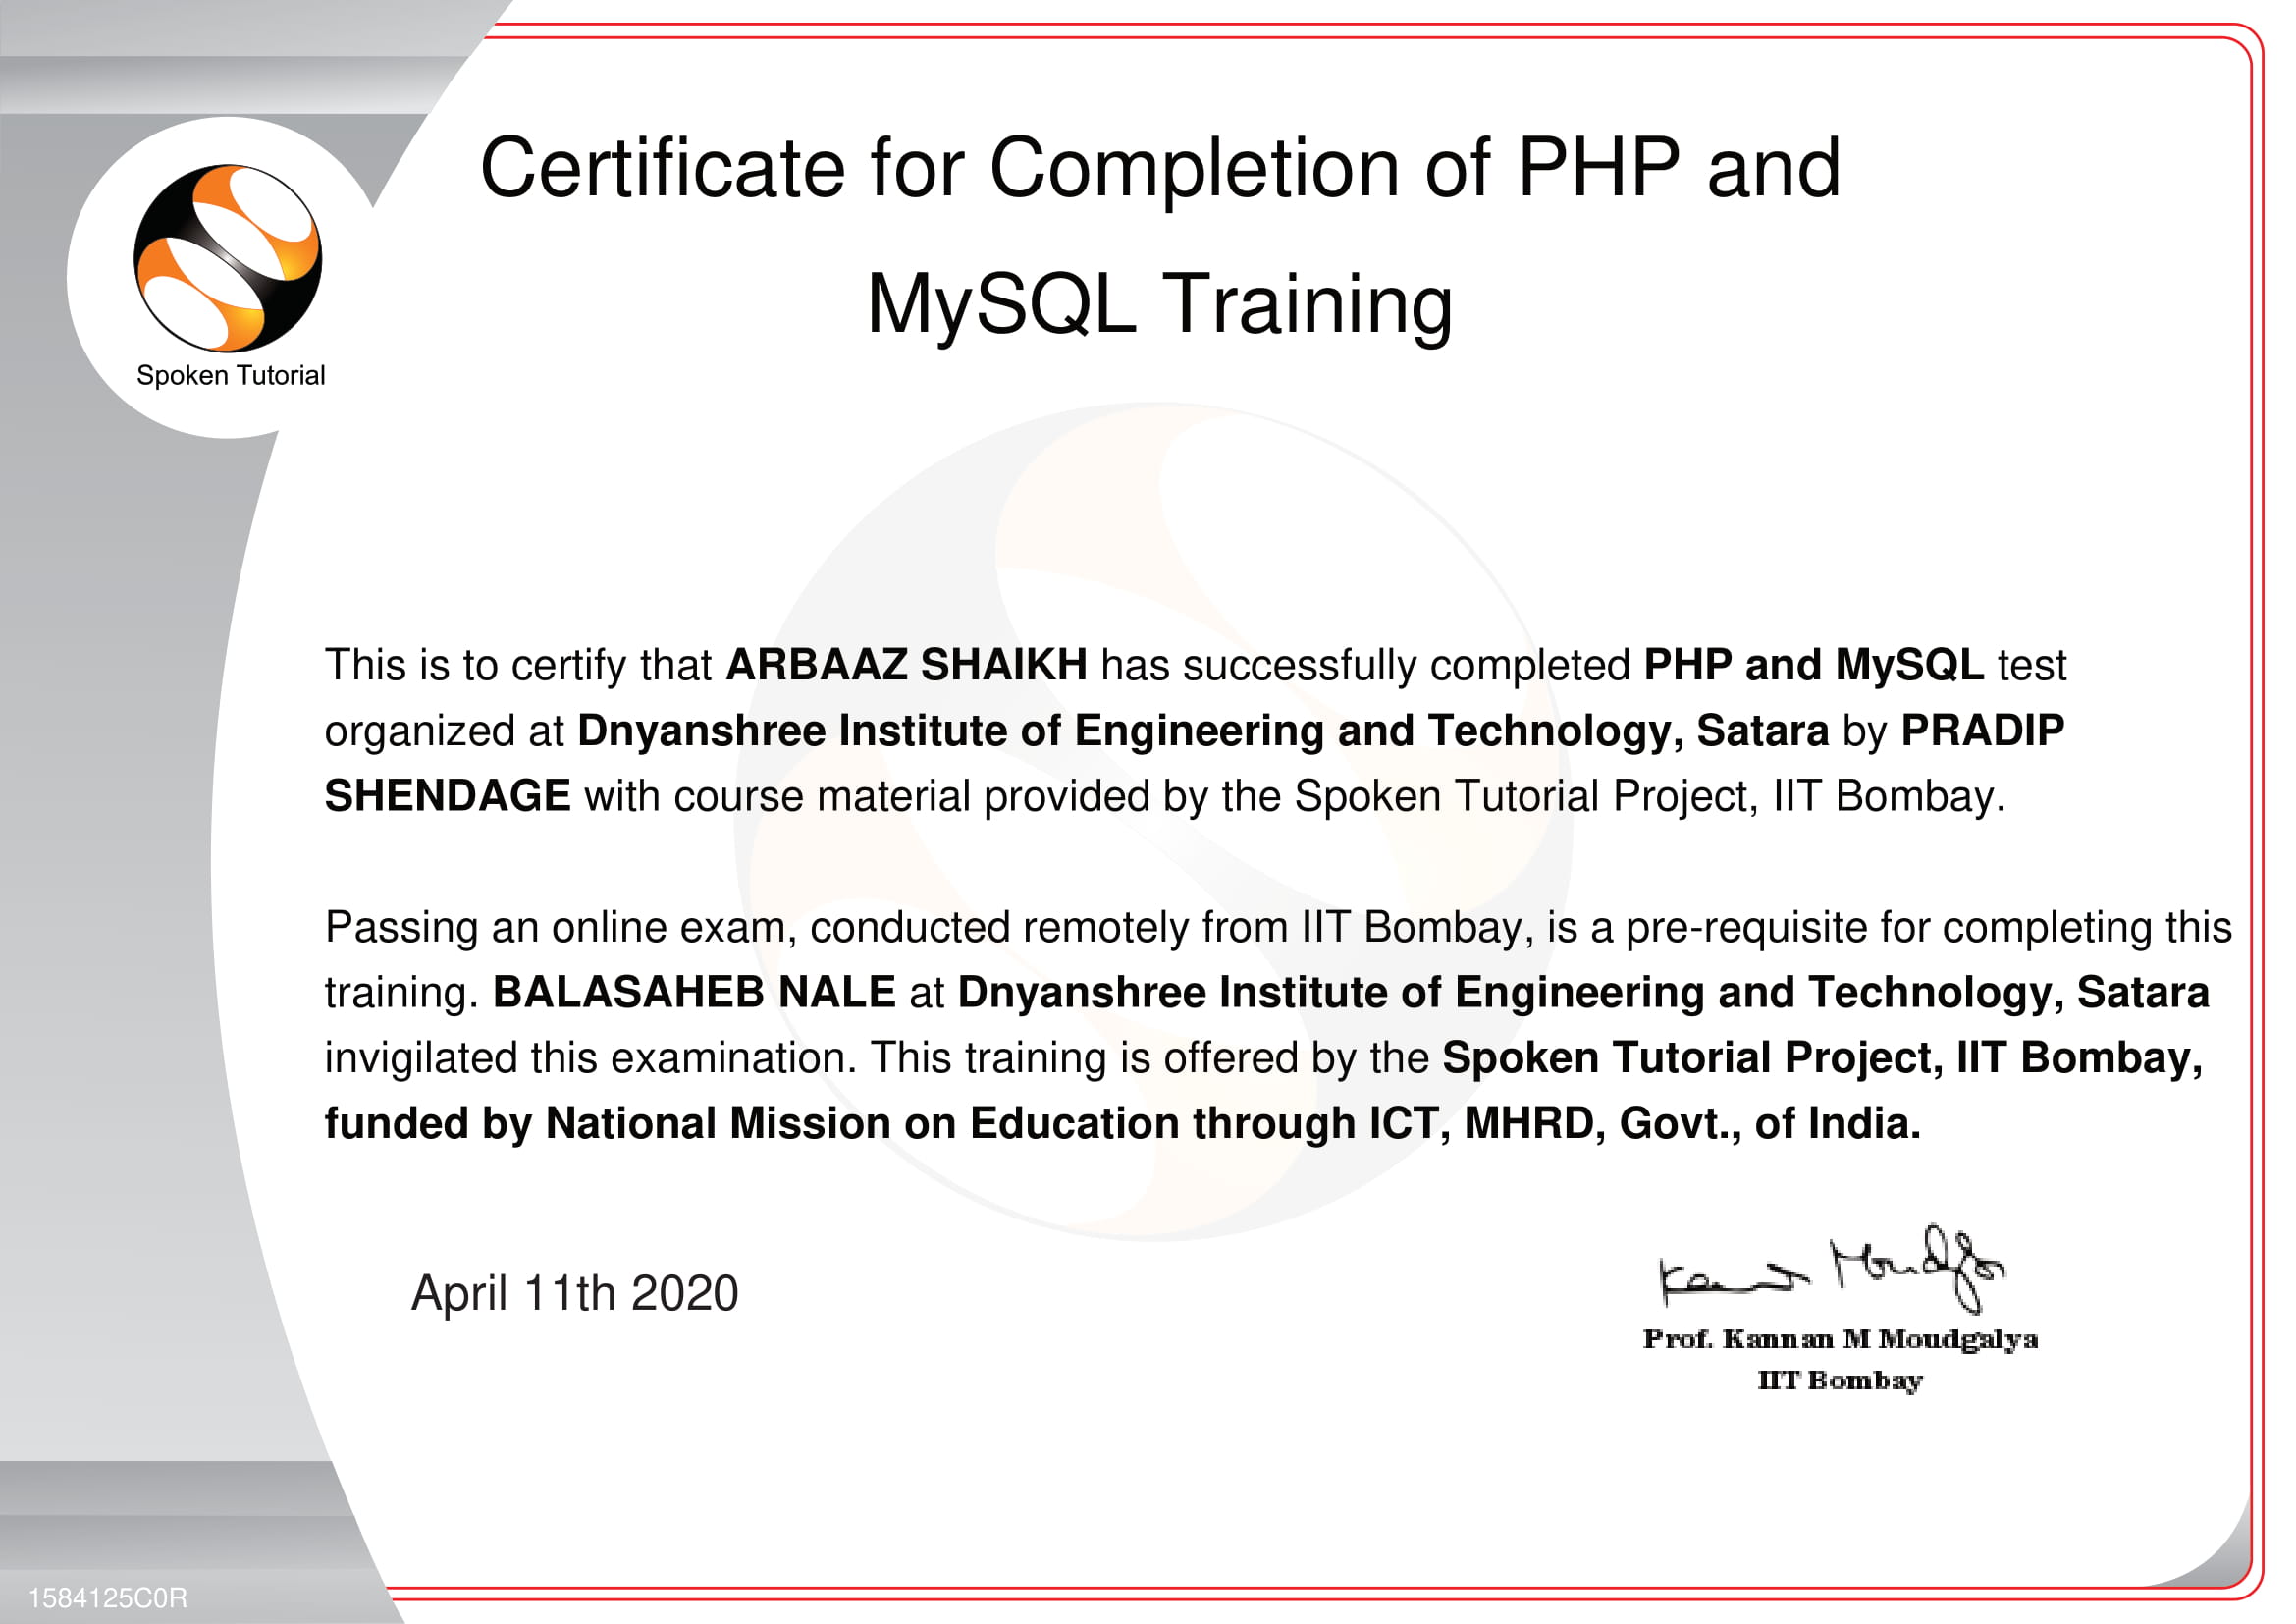 Certificate for Completion of PHP and
MySQL Training
Spoken Tutorial
This is to certify that ARBAAZ SHAIKH has successfully completed PHP and MySQL test
organized at Dnyanshree Institute of Engineering and Technology, Satara by PRADIP
SHENDAGE with course material provided by the Spoken Tutorial Project, IIT Bombay.
Passing an online exam, conducted remotely from IIT Bombay, is a pre-requisite for completing this
training. BALASAHEB NALE at Dnyanshree Institute of Engineering and Technology, Satara
invigilated this examination. This training is offered by the Spoken Tutorial Project, IIT Bombay,
funded by National Mission on Education through ICT, MHRD, Govt., of India.
April 11th 2020
Prof. Kannan M Moudgalya
IIT Bombay
1584125C0R